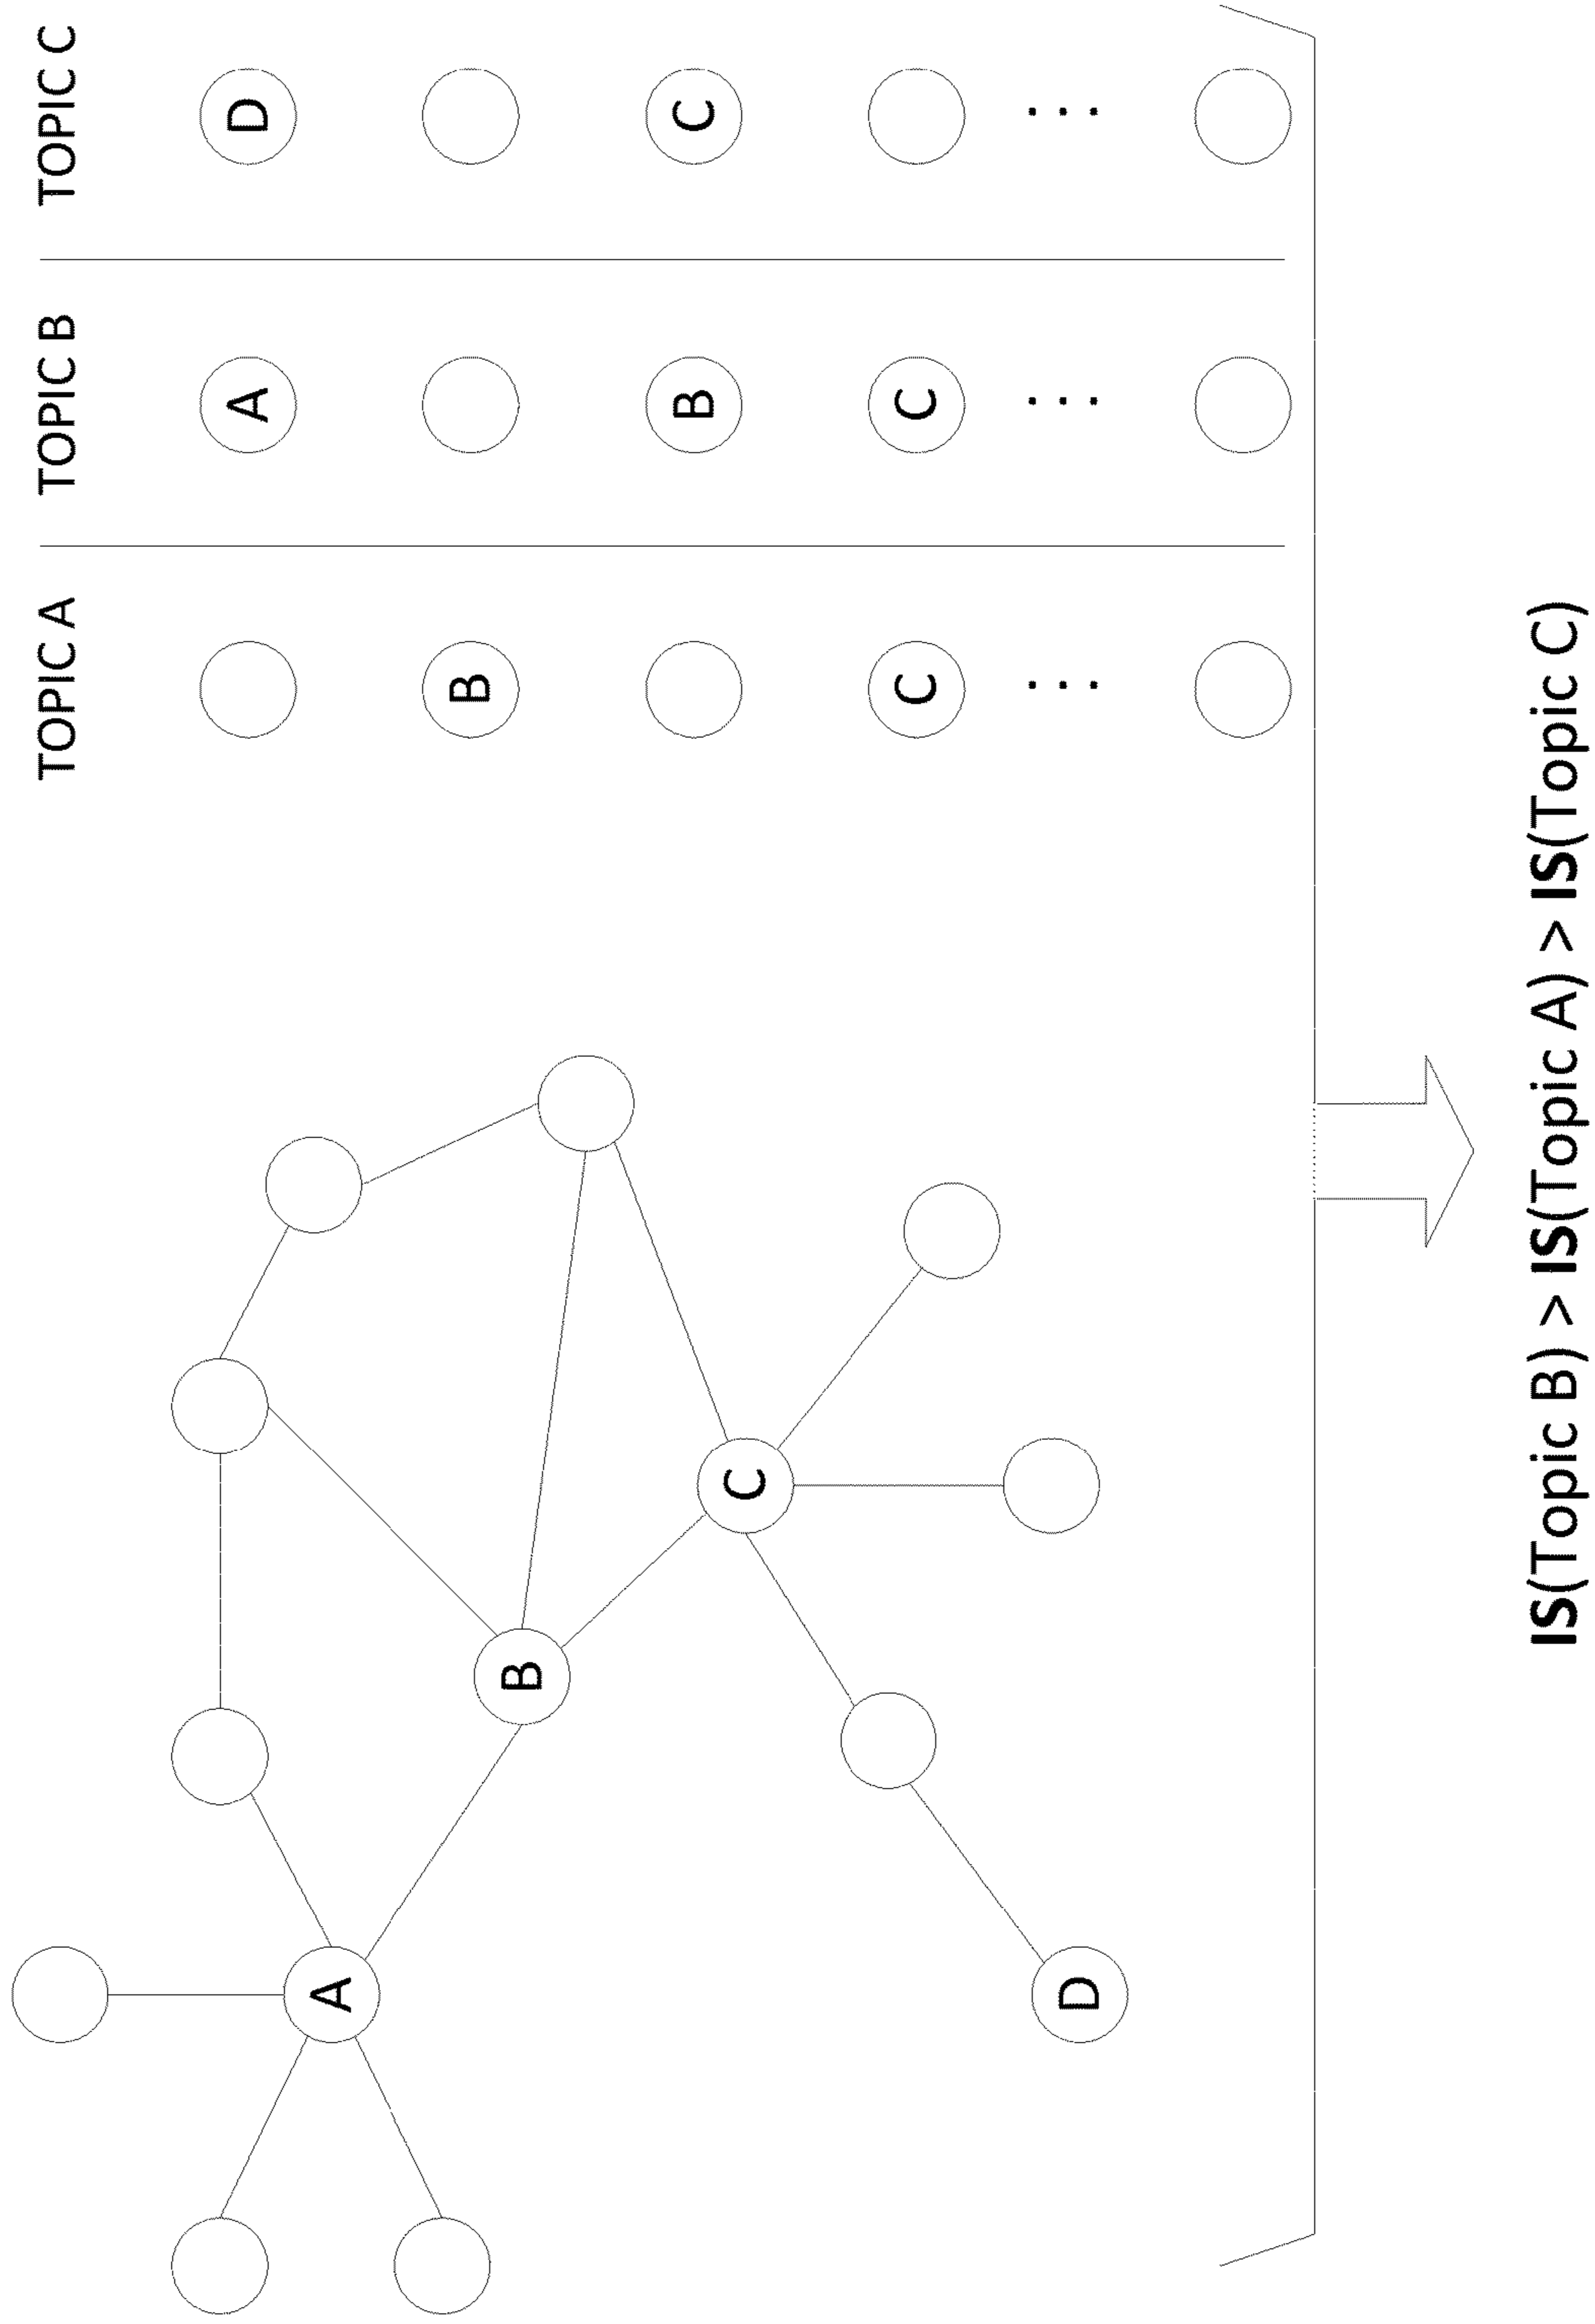 A
B
C
D
TOPIC A
B
C
...
TOPIC B
A
B
C
...
TOPIC C
D
C
...
IS(Topic B) > IS(Topic A) > IS(Topic C)